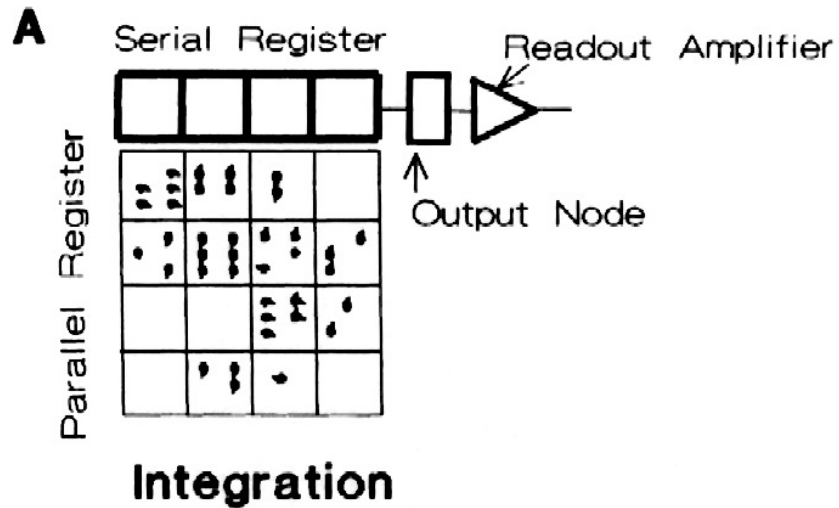 A
Serial Register
Readout Amplifier
Output Node
Parallel Register
Integration